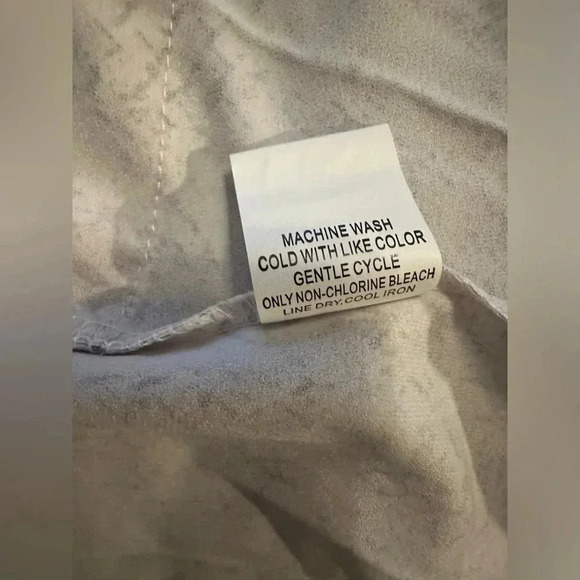 MACHINE WASH
COLD WITH LIKE COLOR
GENTLE CYCLE
ONLY NON-CHLORINE BLEACH
LINE DRY, COOL IRON